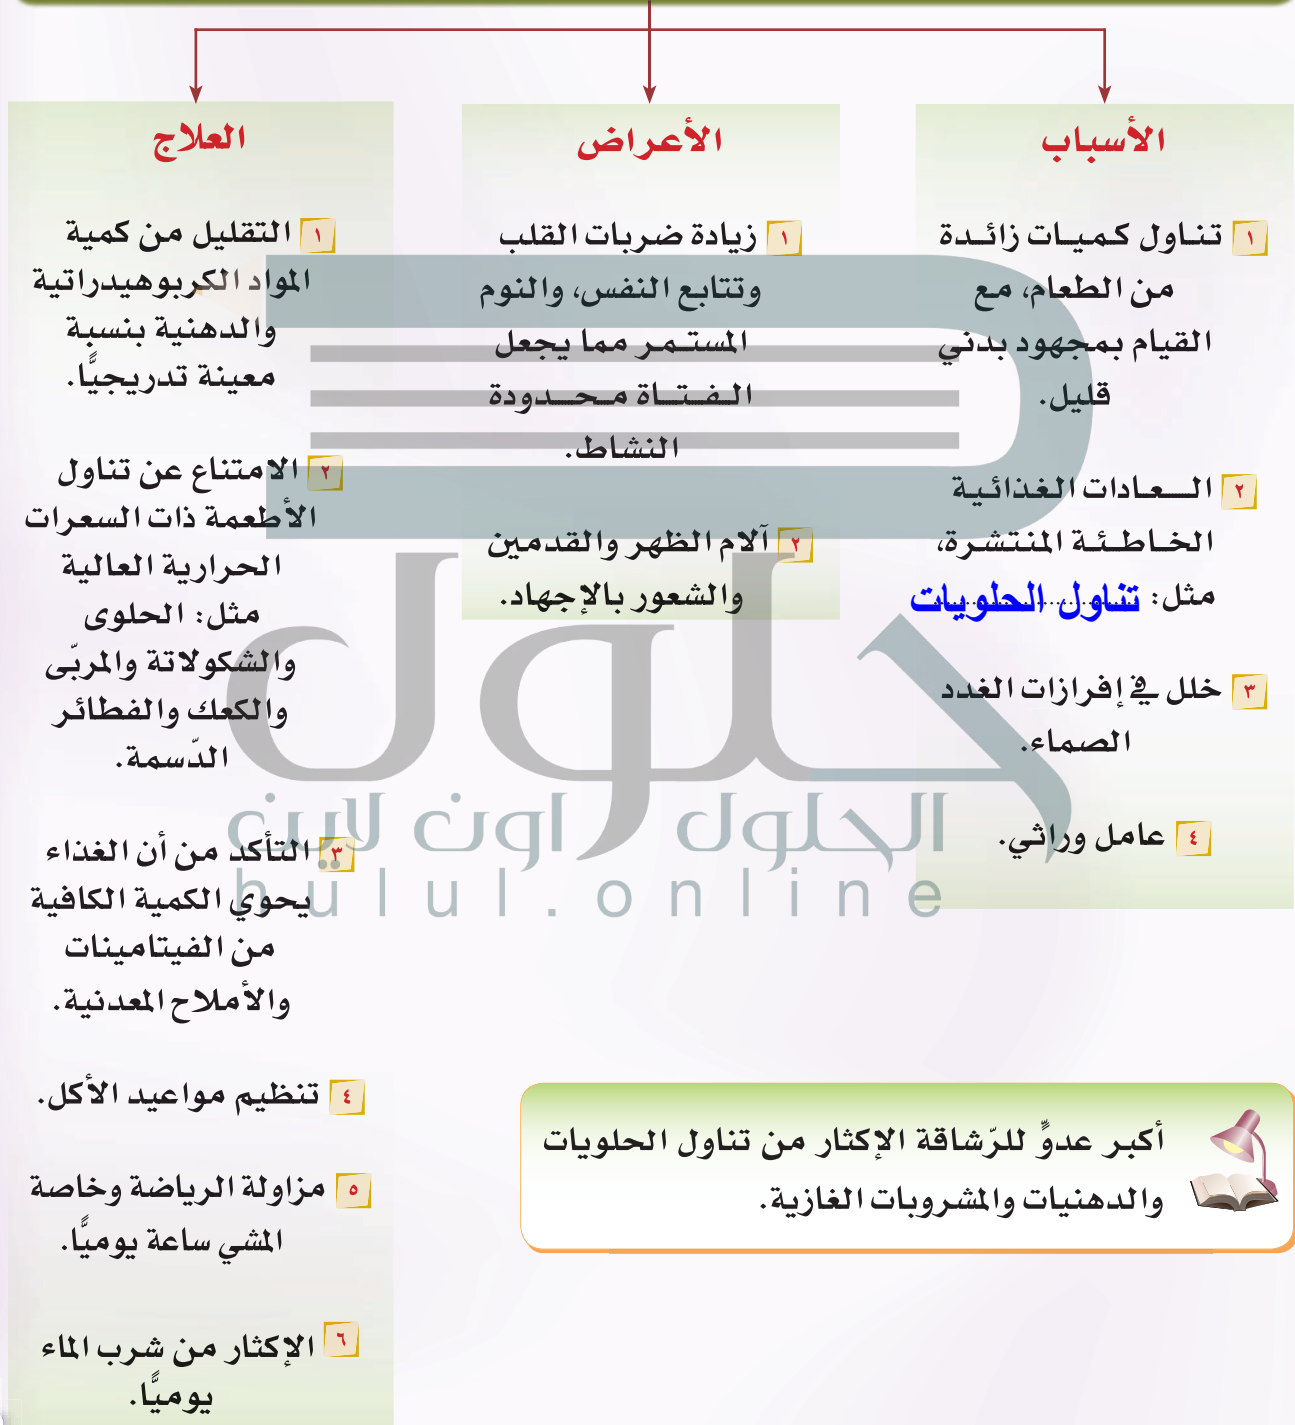 الأسباب
١ تناول كميات زائدة
من الطعام، مع
القيام بمجهود بدني
قليل.
٢ العادات الغذائية
الخاطئة المنتشرة،
مثل: تناول الحلويات
٣ خلل في إفرازات الغدد
الصماء.
٤ عامل وراثي.
الأعراض
١ زيادة ضربات القلب
وتتابع النفس، والنوم
المستمر مما يجعل
الفتاة محدودة
النشاط.
٢ آلام الظهر والقدمين
والشعور بالإجهاد.
العلاج
١ التقليل من كمية
المواد الكربوهيدراتية
والدهنية بنسبة
معينة تدريجيًّا.
٢ الامتناع عن تناول
الأطعمة ذات السعرات
الحرارية العالية
مثل: الحلوى
والشكولاتة والمربّى
والكعك والفطائر
الدّسمة.
٣ التأكد من أن الغذاء
يحوي الكمية الكافية
من الفيتامينات
والأملاح المعدنية.
٤ تنظيم مواعيد الأكل.
٥ مزاولة الرياضة وخاصة
المشي ساعة يوميًّا.
٦ الإكثار من شرب الماء
يوميًّا.
أكبر عدوٍّ للرّشاقة الإكثار من تناول الحلويات
والدهنيات والمشروبات الغازية.
حلول
الحلول اون لاين
hulul.online